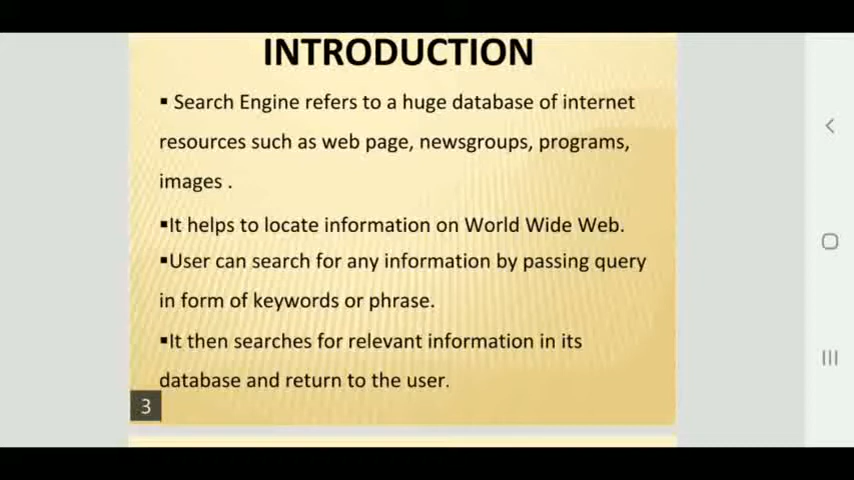 INTRODUCTION
▪ Search Engine refers to a huge database of internet
resources such as web page, newsgroups, programs,
images .
▪It helps to locate information on World Wide Web.
▪User can search for any information by passing query
in form of keywords or phrase.
▪It then searches for relevant information in its
database and return to the user.
3